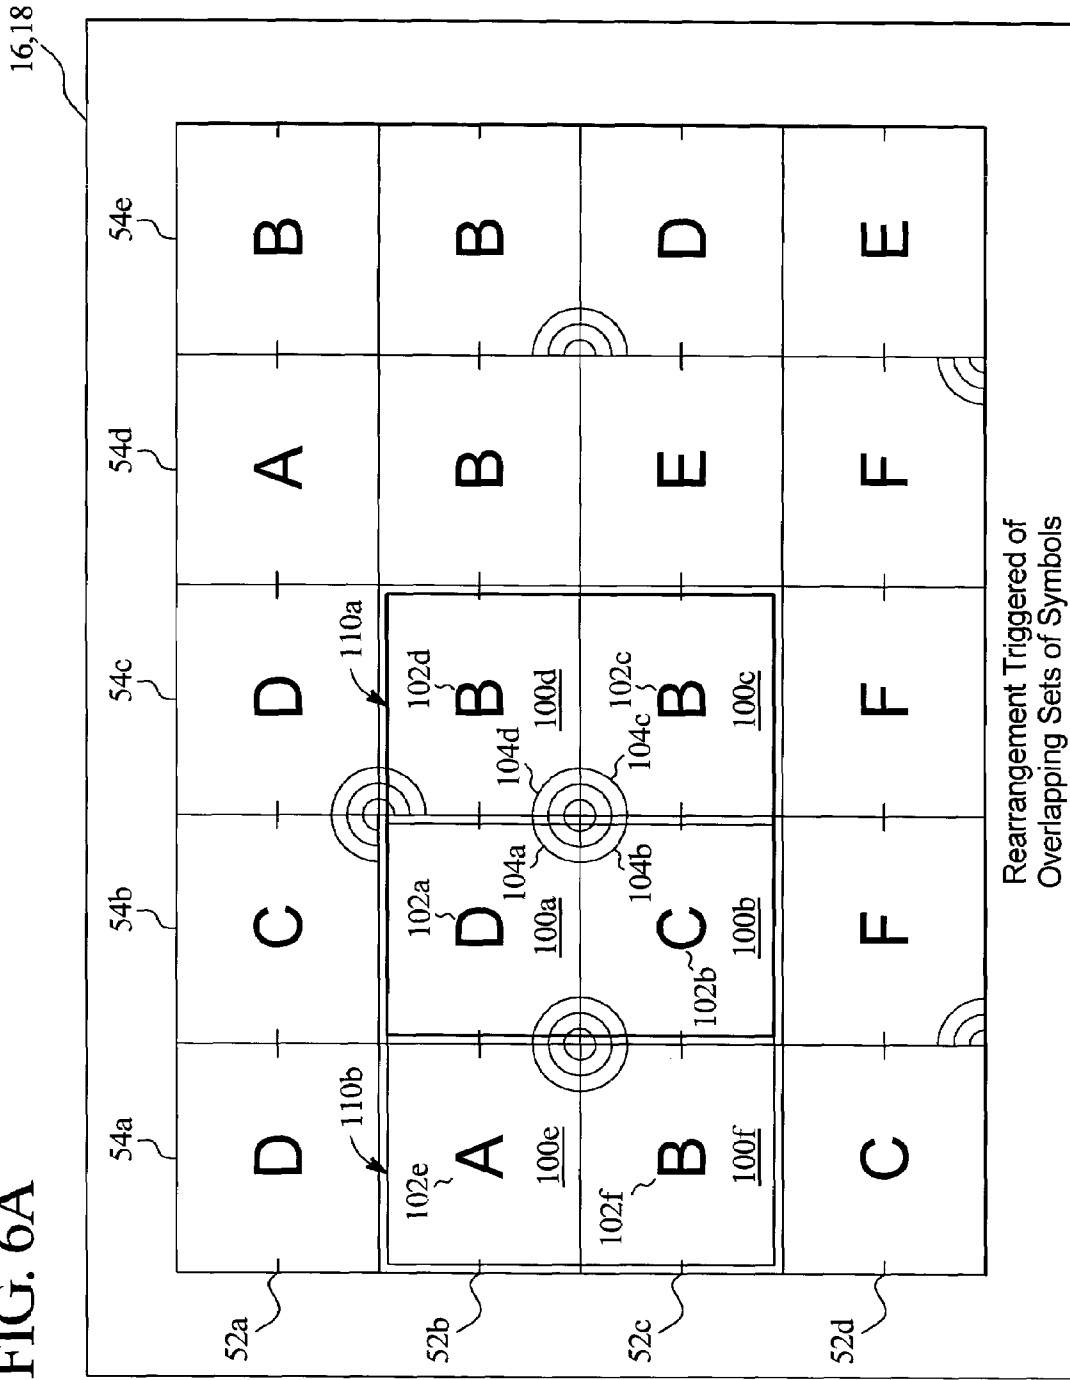 FIG. 6A
16,18
54a 54b 54c 54d 54e
52a D C D A B
110b 110a
102e 102a 102d
52b A D B B B
100e 100a 104a 104d 100d
102f 104b 104c 102c
52c B C B E D
102b
100f 100b 100c
52d C F F F E
Rearrangement Triggered of
Overlapping Sets of Symbols